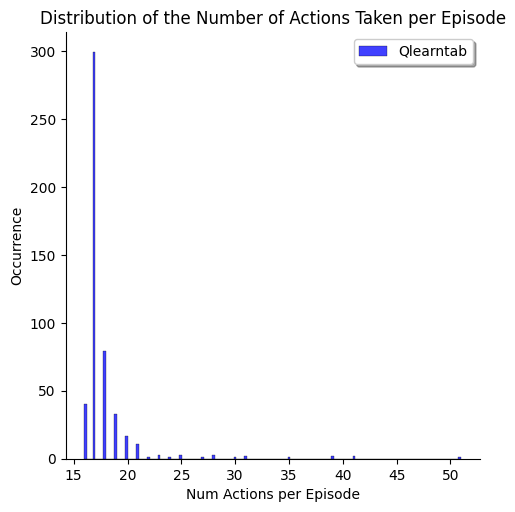 Distribution of the Number of Actions Taken per Episode
Qlearntab
300
250
200
150
100
50
0
Occurrence
15 20 25 30 35 40 45 50
Num Actions per Episode